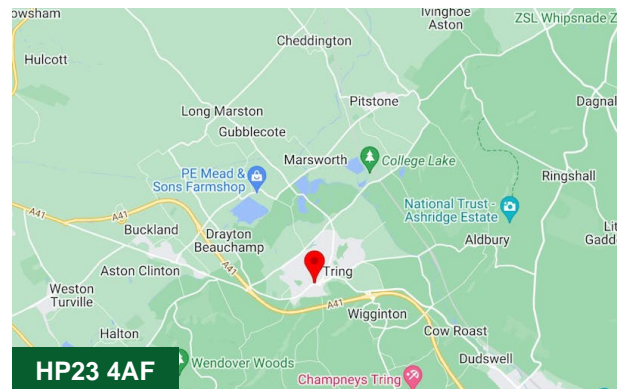 owsham
Ivinghoe
Aston
ZSL Whipsnade Z
Cheddington
Hulcott
Dagnal
Pitstone
Long Marston
Gubblecote
Marsworth
College Lake
PE Mead &
Sons Farmshop
Ringshall
National Trust -
Ashridge Estate
A41
Buckland
Drayton
Beauchamp
Lit
Gadd
Aldbury
Aston Clinton
A41
Tring
Weston
Turville
A41
Wigginton
Halton
Cow Roast
HP23 4AF
Wendover Woods
Dudswell
Champneys Tring